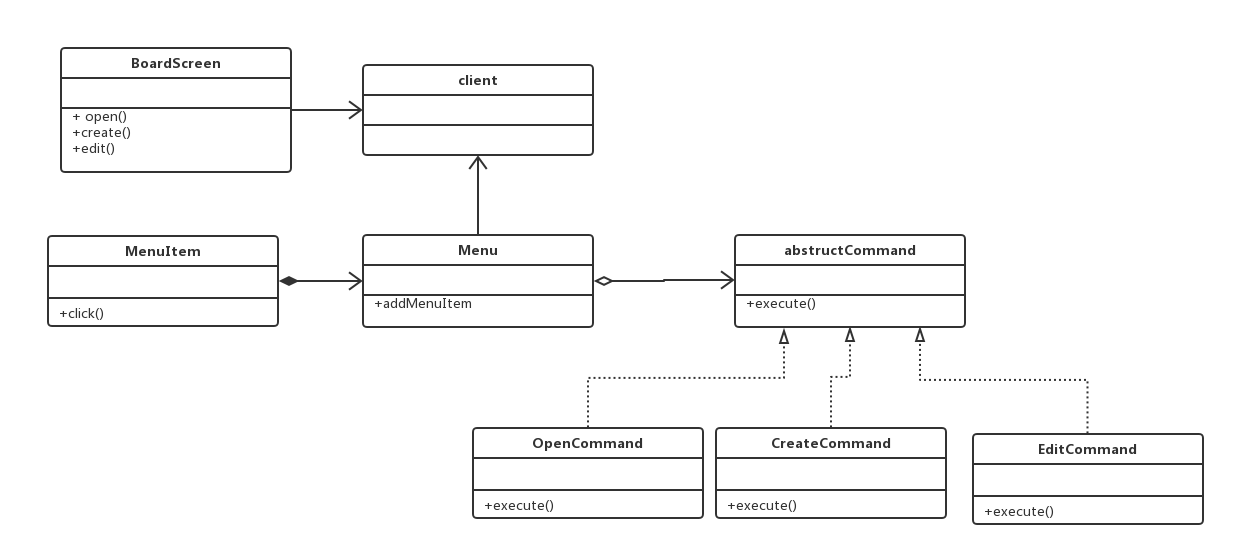 BoardScreen
+ open()
+create()
+edit()
client
MenuItem
+click()
Menu
+addMenuItem
abstructCommand
+execute()
OpenCommand
+execute()
CreateCommand
+execute()
EditCommand
+execute()